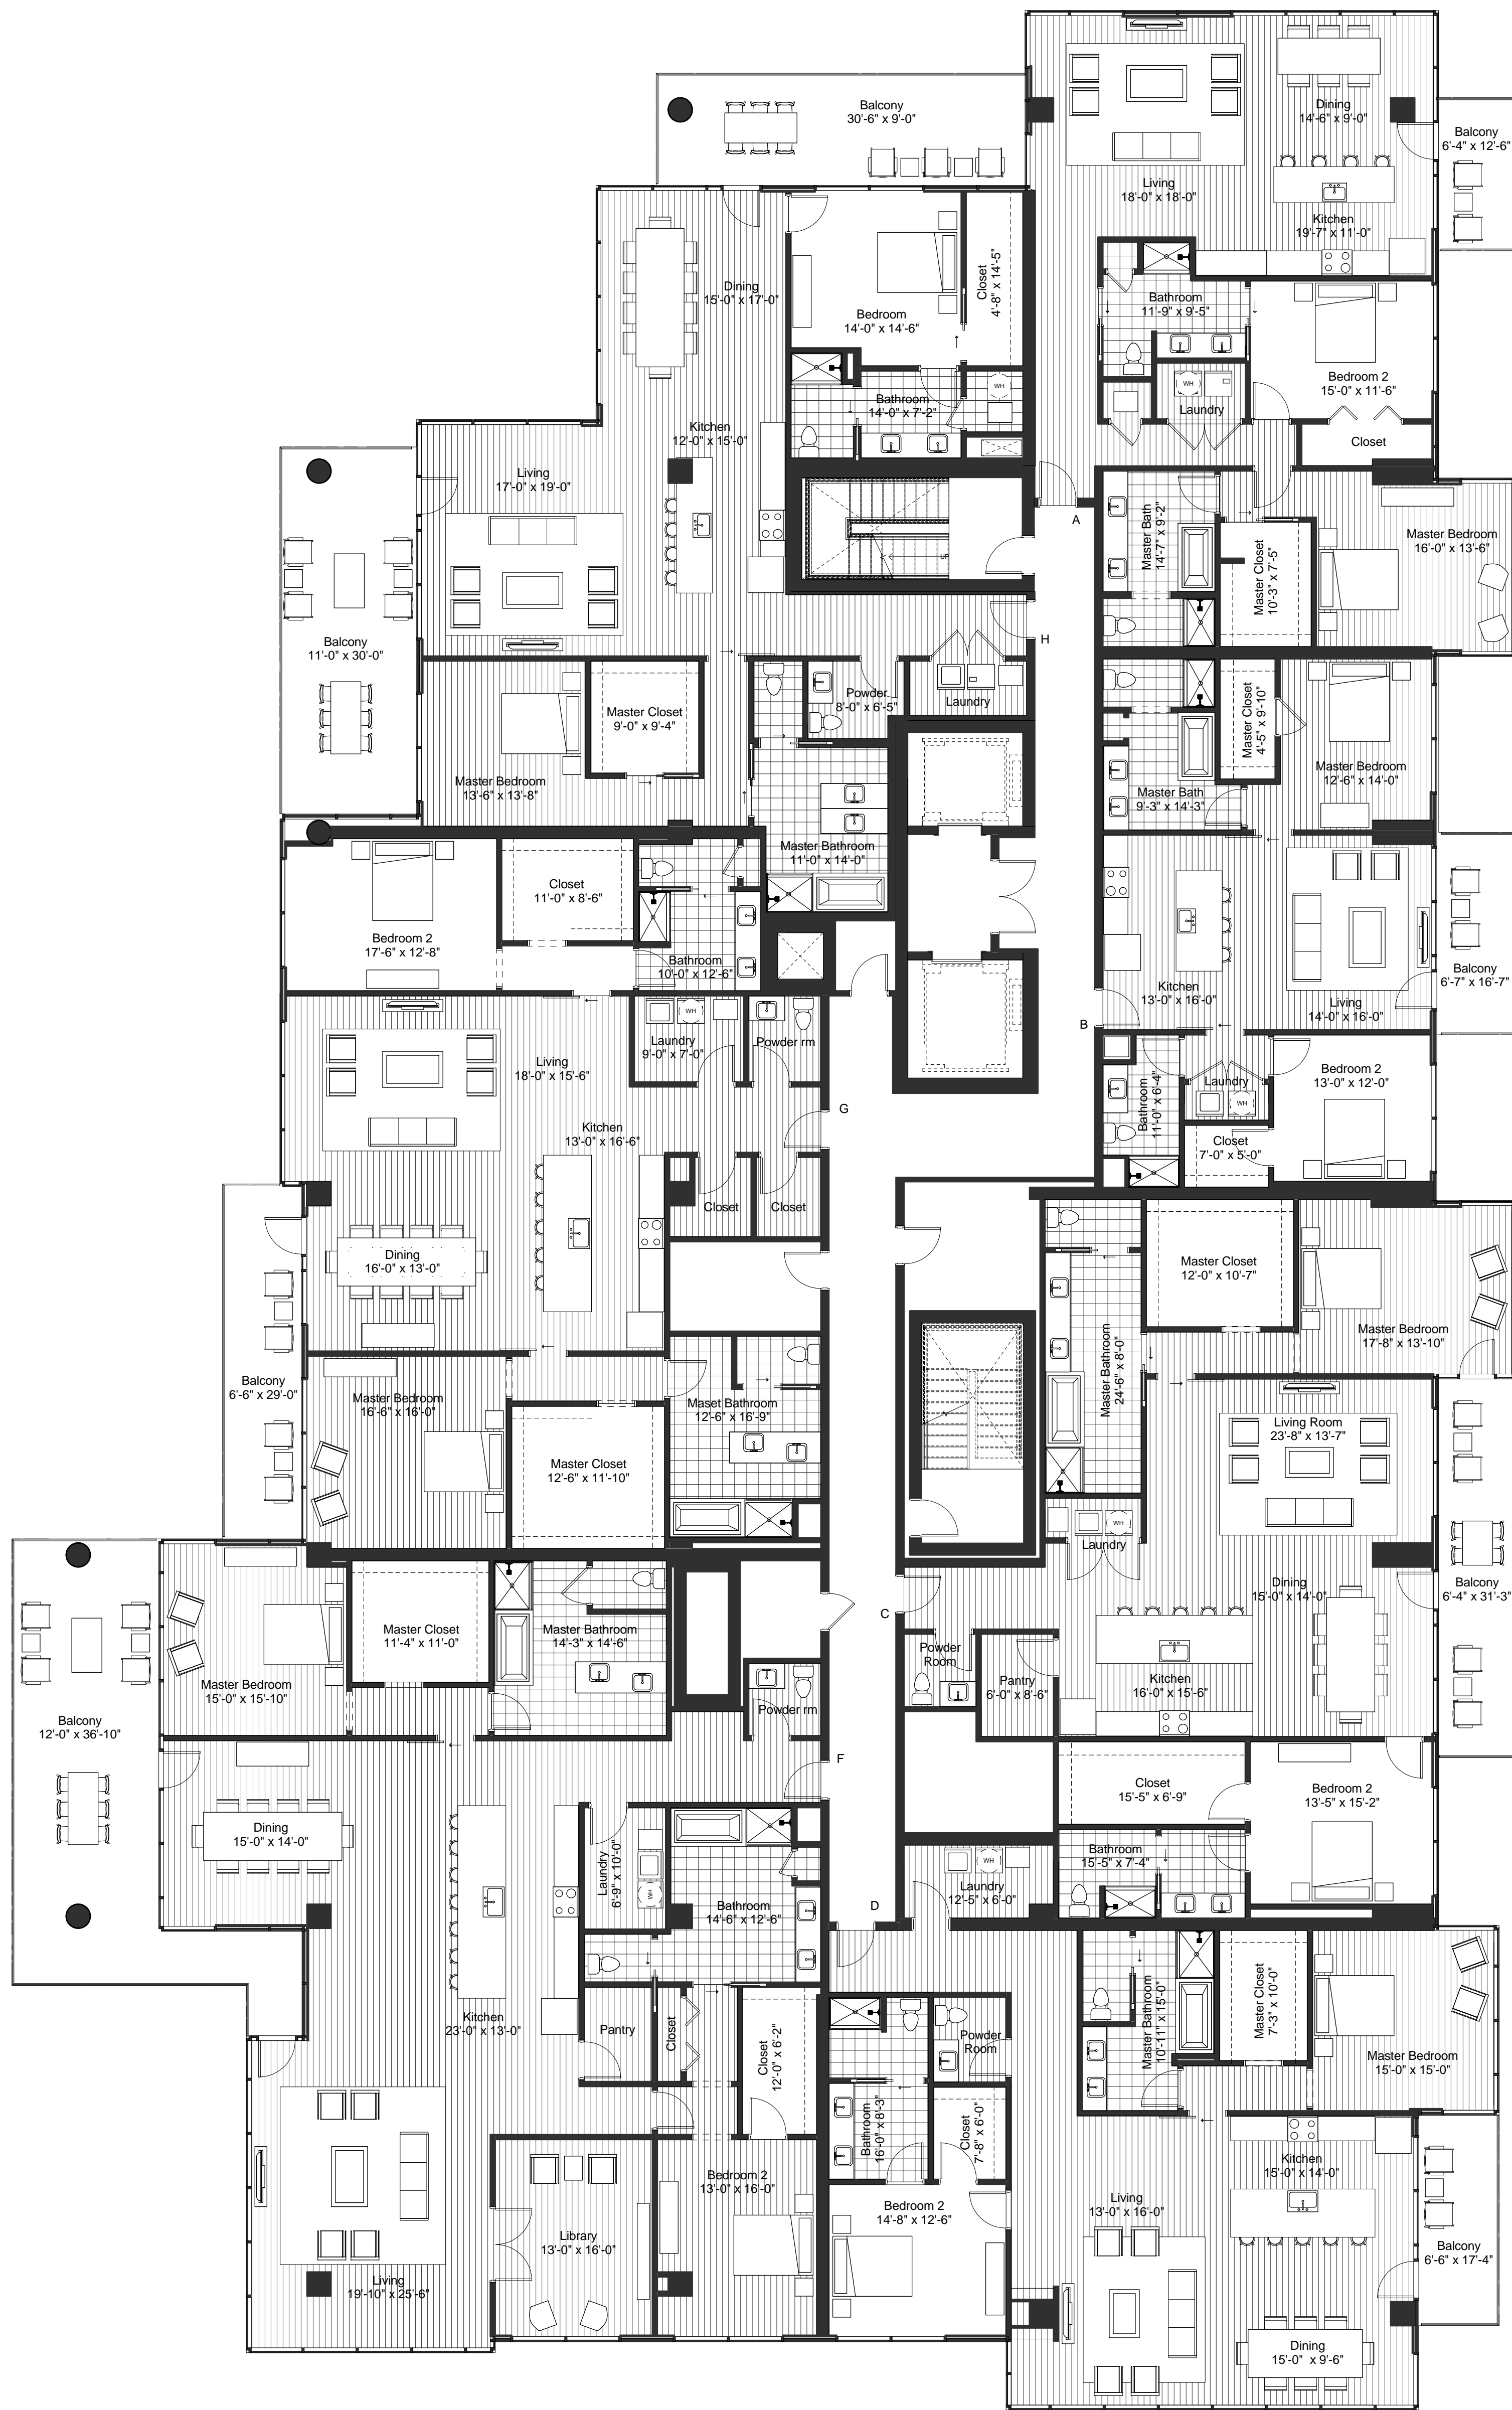 Balcony
30'-6" x 9'-0"
Dining
14'-6" x 9'-0"
Balcony
6'-4" x 12'-6"
Living
18'-0" x 18'-0"
Kitchen
19'-7" x 11'-0"
Closet
4'-8" x 14'-5"
Dining
15'-0" x 17'-0"
Bedroom
14'-0" x 14'-6"
Bathroom
11'-9" x 9'-5"
Bedroom 2
15'-0" x 11'-6"
WH
WH
Laundry
Bathroom
14'-0" x 7'-2"
Kitchen
12'-0" x 15'-0"
Closet
Living
17'-0" x 19'-0"
A
Master Bath
14'-7" x 9'-2"
Master Bedroom
16'-0" x 13'-6"
UP
Master Closet
10'-3" x 7'-5"
Balcony
11'-0" x 30'-0"
H
Powder
8'-0" x 6'-5"
Laundry
Master Closet
9'-0" x 9'-4"
Master Closet
4'-5" x 9'-10"
Master Bedroom
13'-6" x 13'-8"
Master Bedroom
12'-6" x 14'-0"
Master Bath
9'-3" x 14'-3"
Master Bathroom
11'-0" x 14'-0"
Closet
11'-0" x 8'-6"
Bedroom 2
17'-6" x 12'-8"
Bathroom
10'-0" x 12'-6"
Balcony
6'-7" x 16'-7"
Kitchen
13'-0" x 16'-0"
Living
14'-0" x 16'-0"
B
WH
Laundry
9'-0" x 7'-0"
Powder rm
Living
18'-0" x 15'-6"
Bedroom 2
13'-0" x 12'-0"
Laundry
WH
Bathroom
11'-0" x 6'-4"
G
Kitchen
13'-0" x 16'-6"
Closet
7'-0" x 5'-0"
Closet
Closet
Dining
16'-0" x 13'-0"
Master Closet
12'-0" x 10'-7"
Master Bedroom
17'-8" x 13'-10"
Master Bathroom
24'-6" x 8'-0"
Balcony
6'-6" x 29'-0"
Master Bedroom
16'-6" x 16'-0"
Maset Bathroom
12'-6" x 16'-9"
Living Room
23'-8" x 13'-7"
Master Closet
12'-6" x 11'-10"
WH
Laundry
Dining
15'-0" x 14'-0"
Balcony
6'-4" x 31'-3"
C
Master Closet
11'-4" x 11'-0"
Master Bathroom
14'-3" x 14'-6"
Powder
Room
Pantry
6'-0" x 8'-6"
Kitchen
16'-0" x 15'-6"
Master Bedroom
15'-0" x 15'-10"
Powder rm
Balcony
12'-0" x 36'-10"
F
Closet
15'-5" x 6'-9"
Bedroom 2
13'-5" x 15'-2"
Dining
15'-0" x 14'-0"
Bathroom
15'-5" x 7'-4"
Laundry
6'-9" x 10'-0"
WH
WH
Laundry
12'-5" x 6'-0"
Bathroom
14'-6" x 12'-6"
D
Kitchen
23'-0" x 13'-0"
Pantry
Closet
Closet
12'-0" x 6'-2"
Powder
Room
Master Bathroom
10'-11" x 15'-0"
Master Closet
7'-3" x 10'-0"
Master Bedroom
15'-0" x 15'-0"
Bathroom
16'-0" x 8'-3"
Closet
7'-8" x 6'-0"
Kitchen
15'-0" x 14'-0"
Bedroom 2
13'-0" x 16'-0"
Bedroom 2
14'-8" x 12'-6"
Living
13'-0" x 16'-0"
Library
13'-0" x 16'-0"
Balcony
6'-6" x 17'-4"
Living
19'-10" x 25'-6"
Dining
15'-0" x 9'-6"